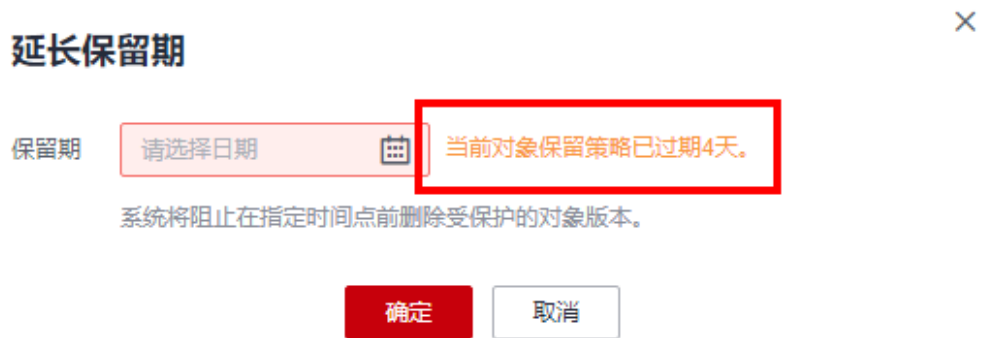 延长保留期
保留期 请选择日期 当前对象保留策略已过期4天。
系统将阻止在指定时间点前删除受保护的对象版本。
确定 取消